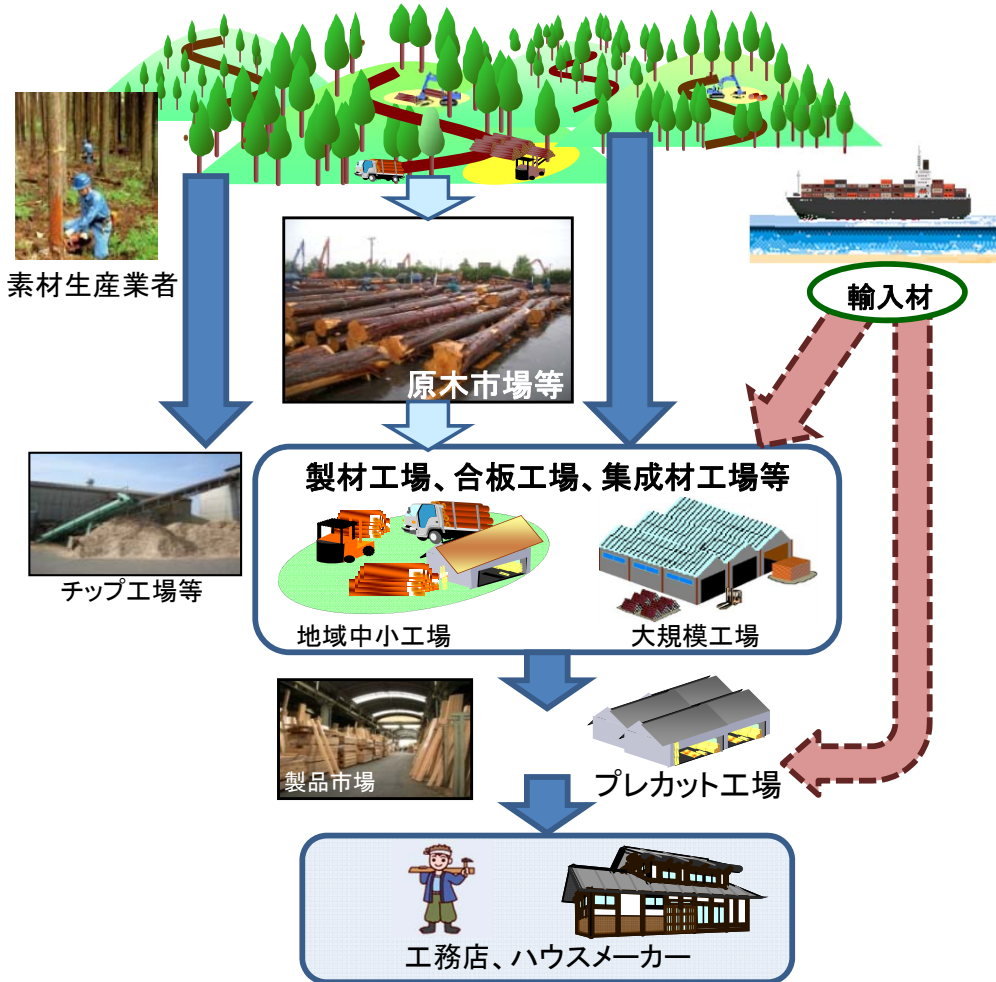 素材生産業者
輸入材
原木市場等
製材工場、合板工場、集成材工場等
チップ工場等
地域中小工場
大規模工場
製品市場
プレカット工場
工務店、ハウスメーカー